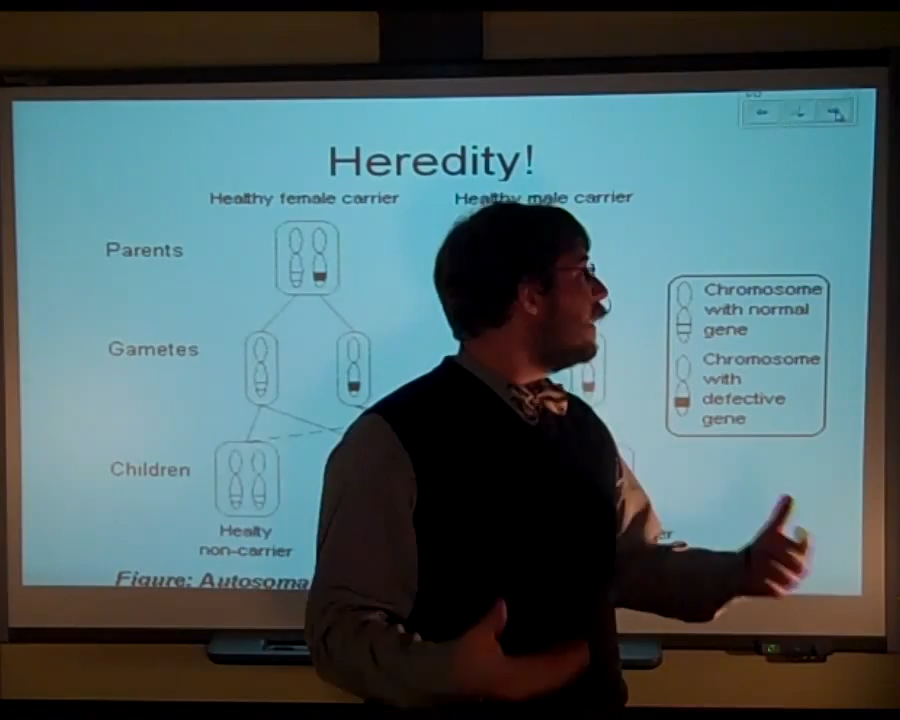 Heredity!
Healthy female carrier
Healthy male carrier
Parents
Chromosome
with normal
gene
Gametes
Chromosome
with
defective
gene
Children
Healty
non-carrier
er
Figure: Autosoma